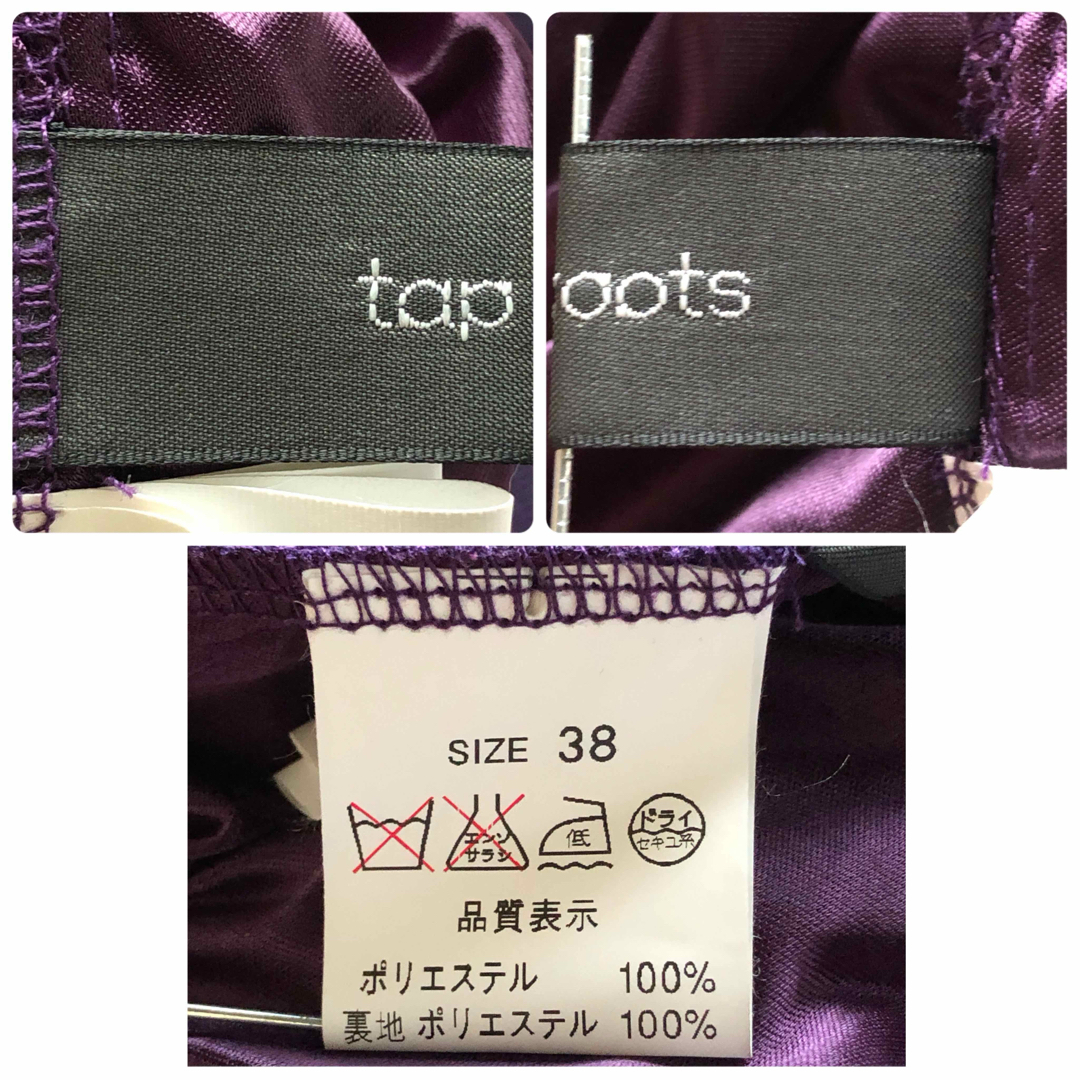 tap
oots
SIZE 38
エンソ
サラシ
低
ドライ
セキユ系
品質表示
ポリエステル 100%
裏地 ポリエステル 100%